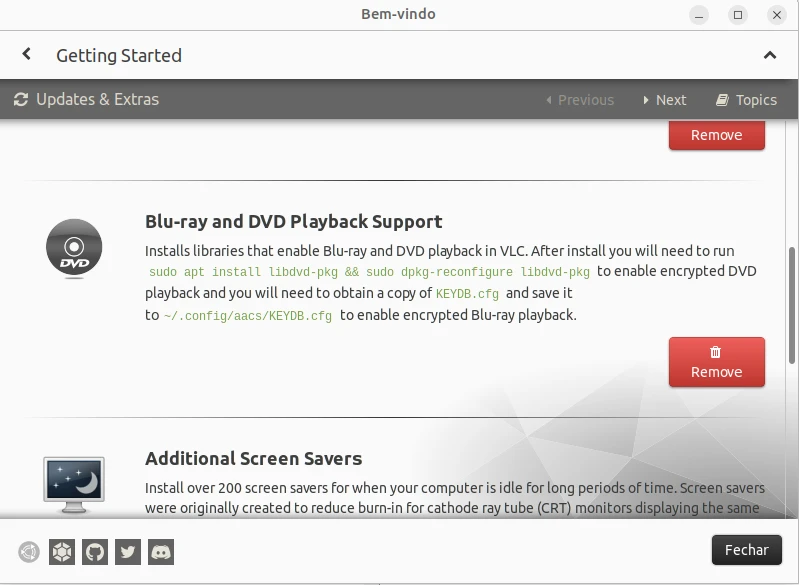 Bem-vindo
Getting Started
Updates & Extras
Previous
Next
Topics
Remove
Blu-ray and DVD Playback Support
Installs libraries that enable Blu-ray and DVD playback in VLC. After install you will need to run
sudo apt install libdvd-pkg && sudo dpkg-reconfigure libdvd-pkg to enable encrypted DVD
playback and you will need to obtain a copy of KEYDB.cfg and save it
to ~/.config/aacs/KEYDB.cfg to enable encrypted Blu-ray playback.
DVD
Remove
Additional Screen Savers
Install over 200 screen savers for when your computer is idle for long periods of time. Screen savers
were originally created to reduce burn-in for cathode ray tube (CRT) monitors displaying the same
Fechar